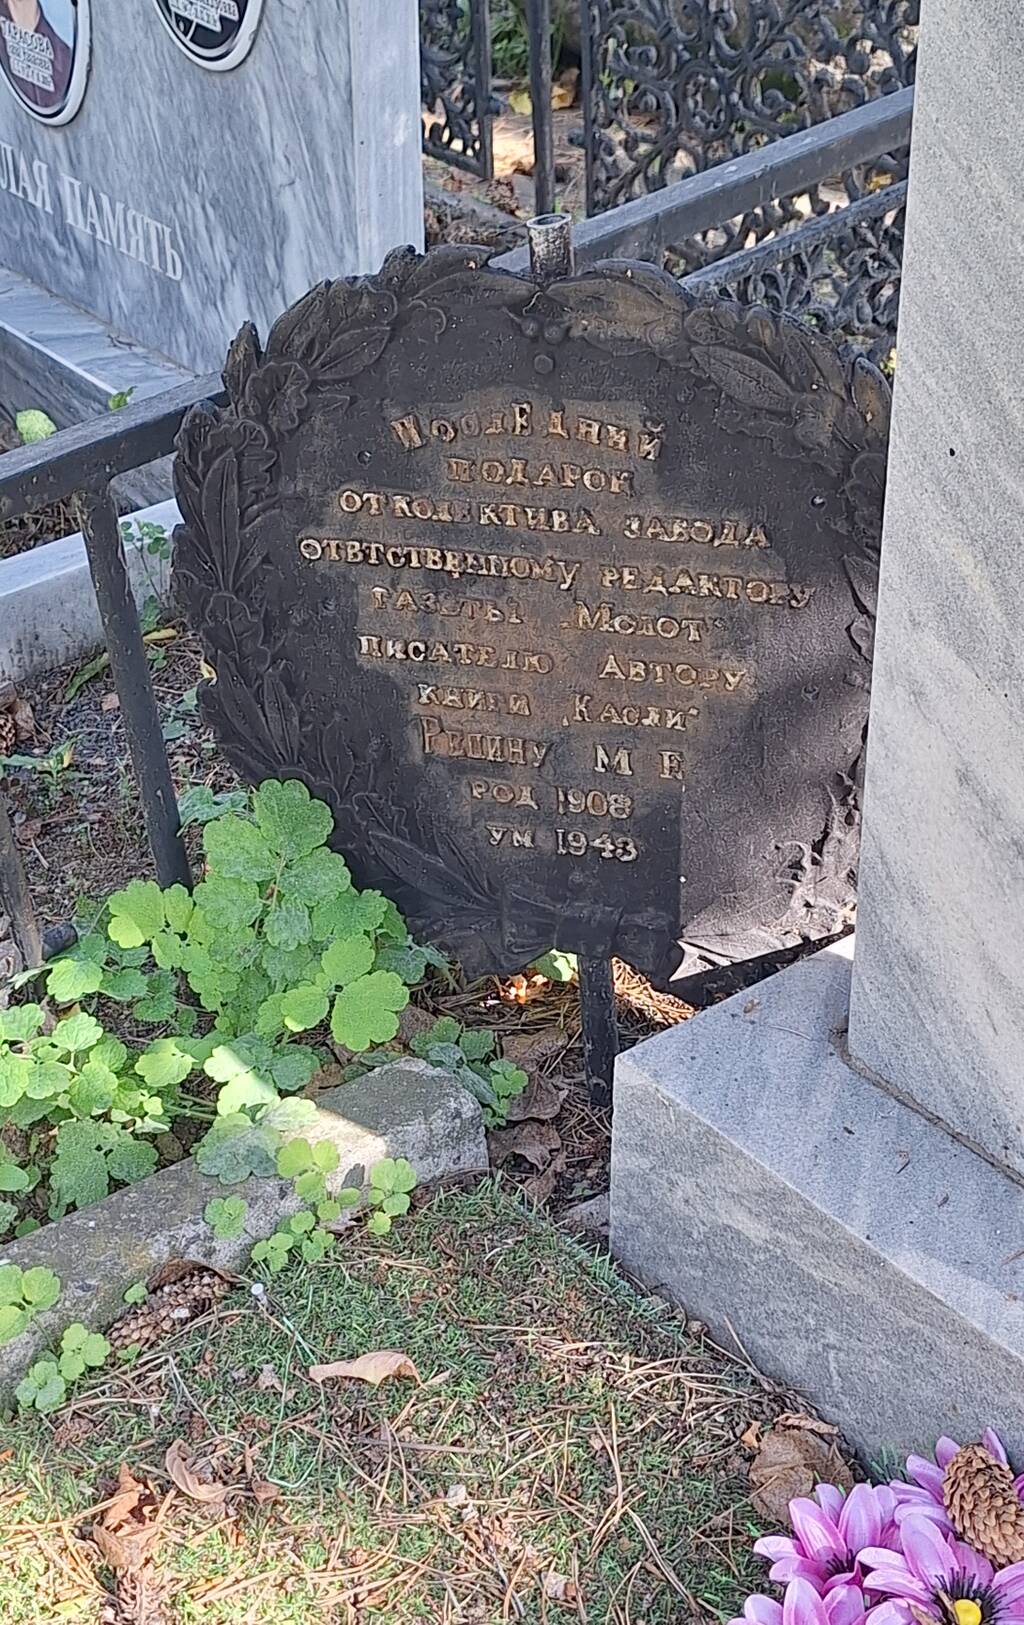 ТАРАСОВА
ПАМЯТЬ
ПОСЛЕДНИЙ
ПОДАРОК
ОТ КОЛЕКТИВА ЗАВОДА
ОТВТСТВЕННОМУ РЕДАКТОРУ
ГАЗЕТЫ „МОЛОТ"
ПИСАТЕЛЮ АВТОРУ
КНИГИ „КАСЛИ"
РЕПИНУ М Е
РОД 1908
УМ 1943